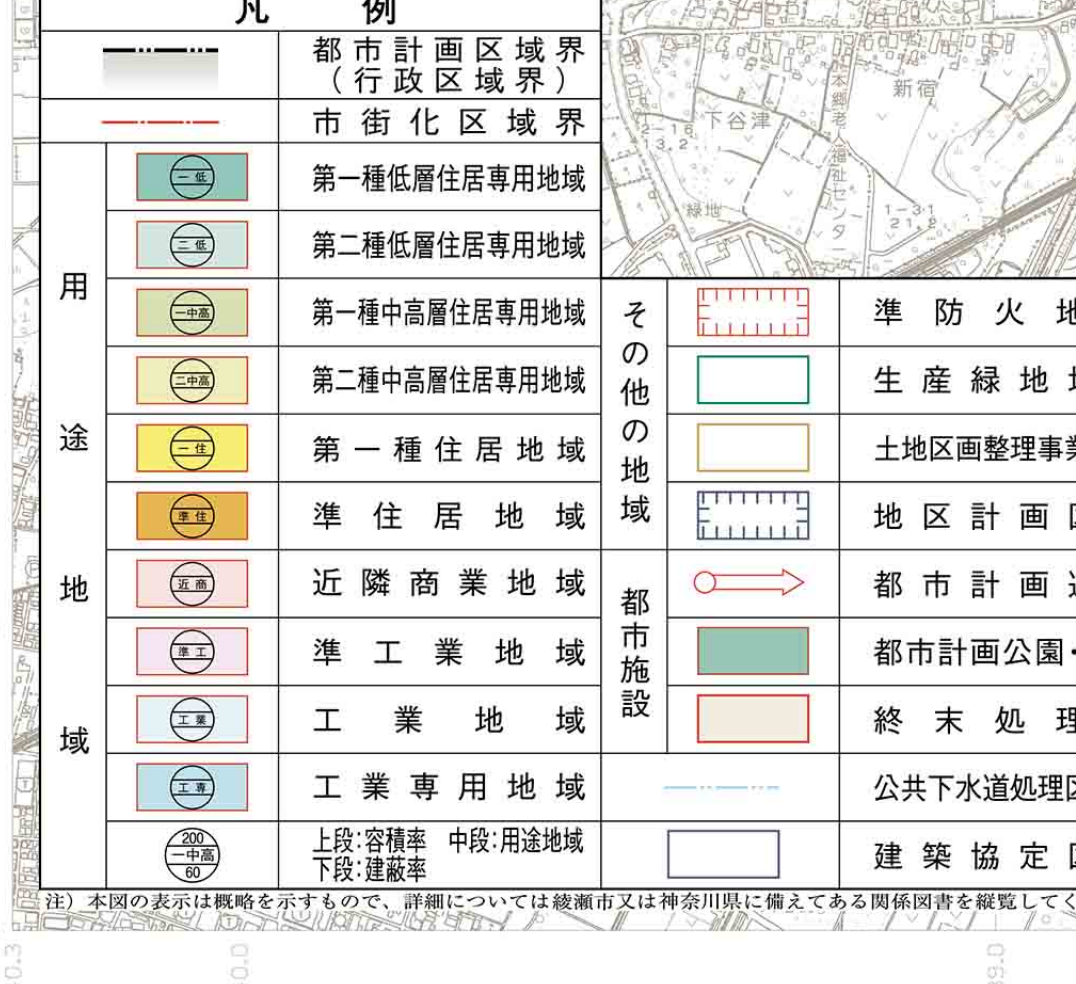 凡 例
都市計画区域界
（行政区域界）
市街化区域界
用途地域
一低
第一種低層住居専用地域
二低
第二種低層住居専用地域
一中高
第一種中高層住居専用地域
二中高
第二種中高層住居専用地域
一住
第一種住居地域
準住
準住居地域
近商
近隣商業地域
準工
準工業地域
工業
工業地域
工専
工業専用地域
200
一中高
60
上段：容積率 中段：用途地域
下段：建蔽率
新宿
下谷津
2-16
13.2
本郷老人福祉センター
緑地
1-31
21.2
その他の地域
準防火地
生産緑地地
土地区画整理事業
地区計画区
都市施設
都市計画道
都市計画公園・
終末処理
公共下水道処理区
建築協定区
注）本図の表示は概略を示すもので、詳細については綾瀬市又は神奈川県に備えてある関係図書を縦覧してく
0.3
0.0
39.0